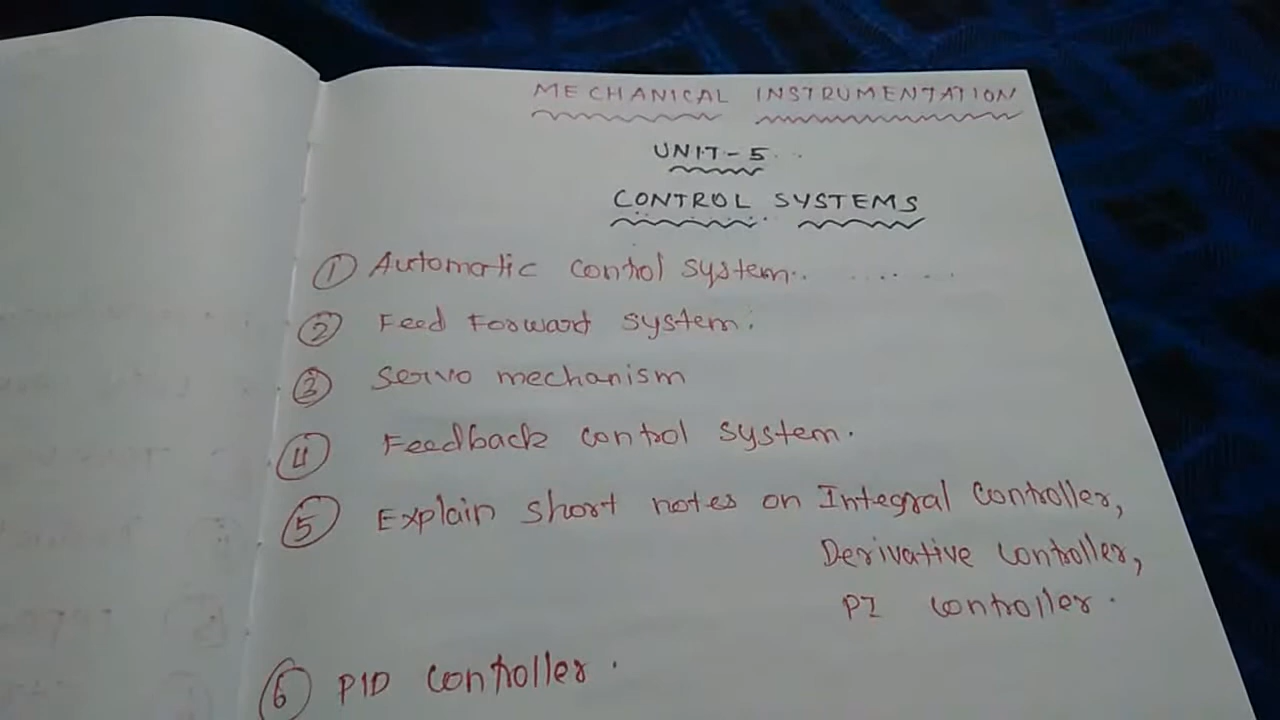 MECHANICAL INSTRUMENTATION
UNIT-5
CONTROL SYSTEMS
① Automatic control system.
② Feed Forward system.
③ Servo mechanism
④ Feedback control system.
⑤ Explain short notes on Integral controller,
Derivative controller,
PI controller.
⑥ PID controller.